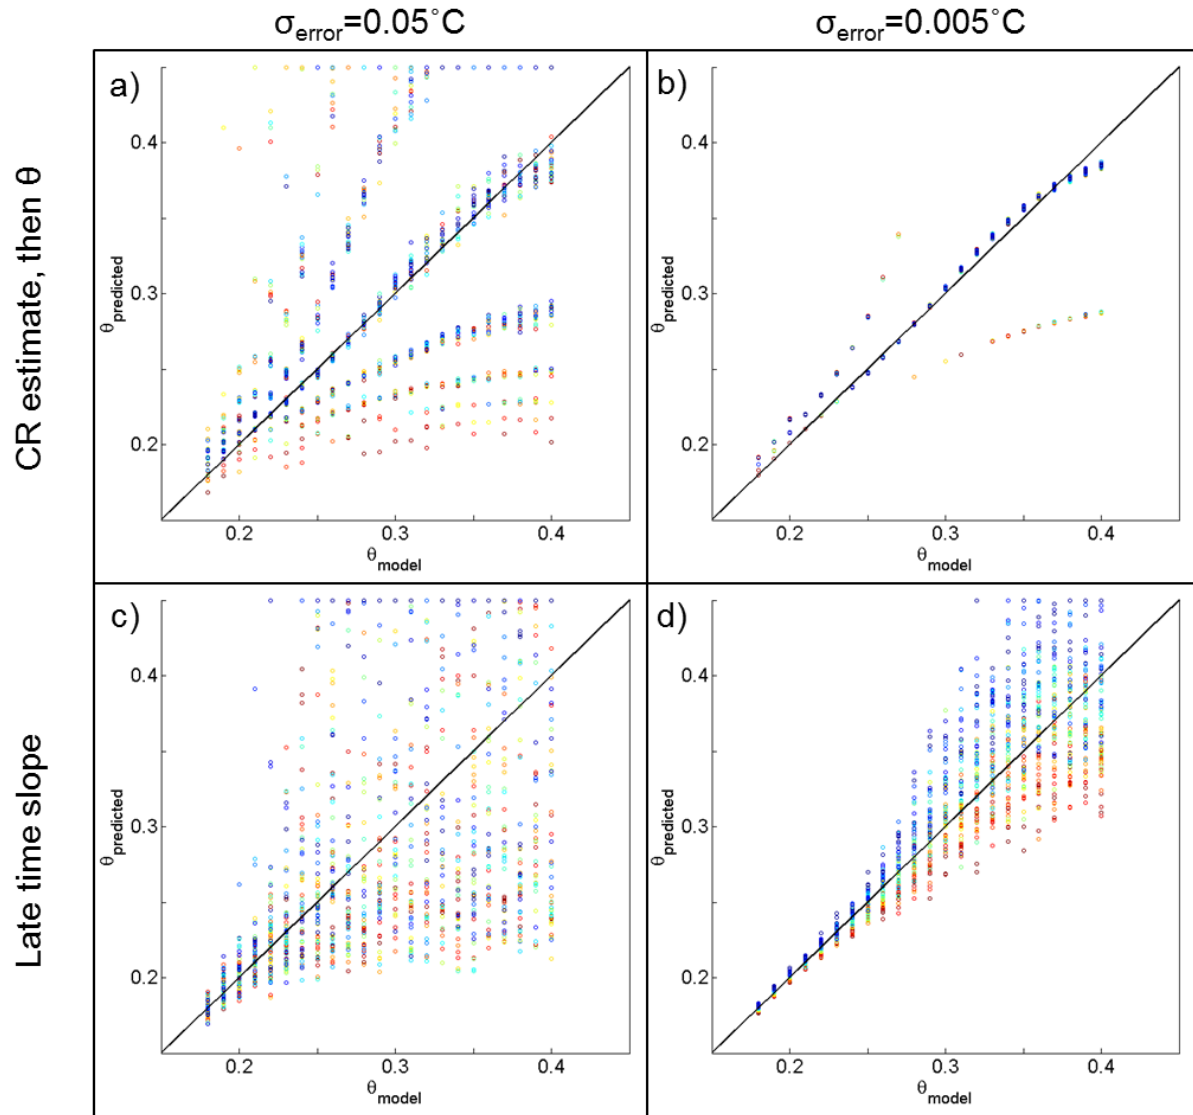 σerror=0.05°C
σerror=0.005°C
CR estimate, then θ
a)
0.4
0.3
0.2
θpredicted
0.2
0.3
0.4
θmodel
b)
0.4
0.3
0.2
θpredicted
0.2
0.3
0.4
θmodel
Late time slope
c)
0.4
0.3
0.2
θpredicted
0.2
0.3
0.4
θmodel
d)
0.4
0.3
0.2
θpredicted
0.2
0.3
0.4
θmodel